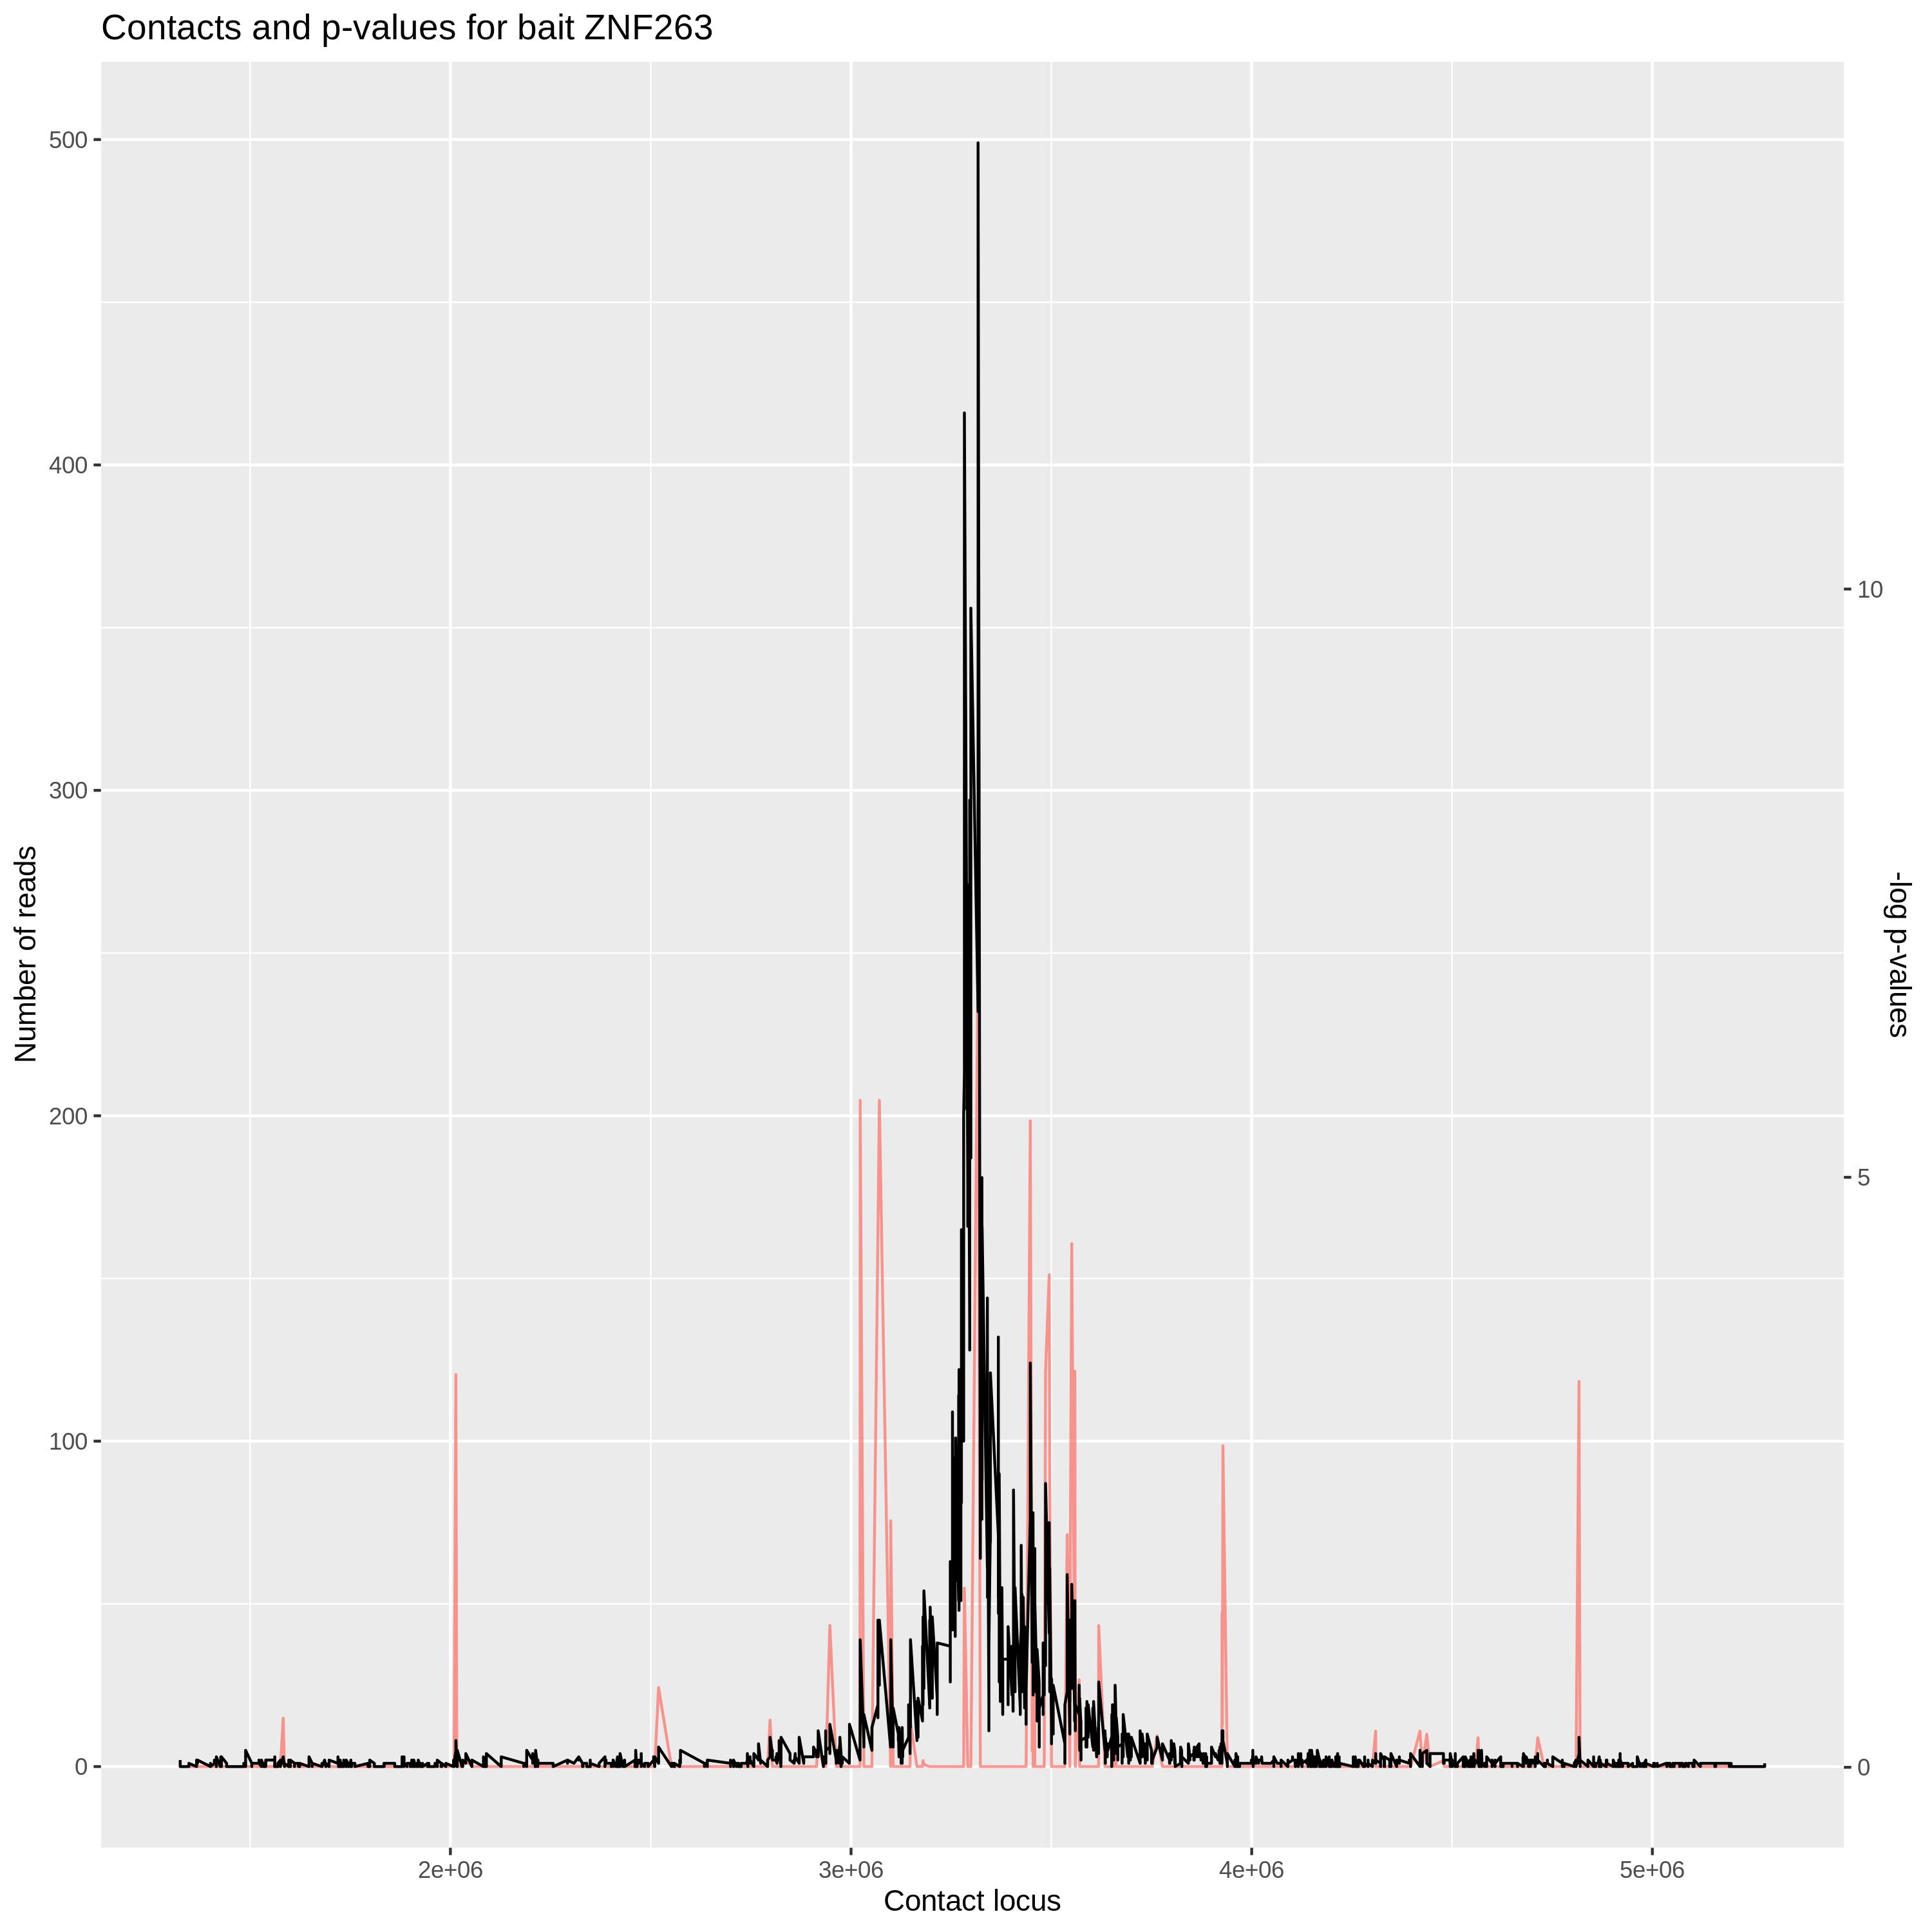 Contacts and p-values for bait ZNF263
500
400
300
200
100
0
Number of reads
10
5
0
-log p-values
2e+06
3e+06
4e+06
5e+06
Contact locus